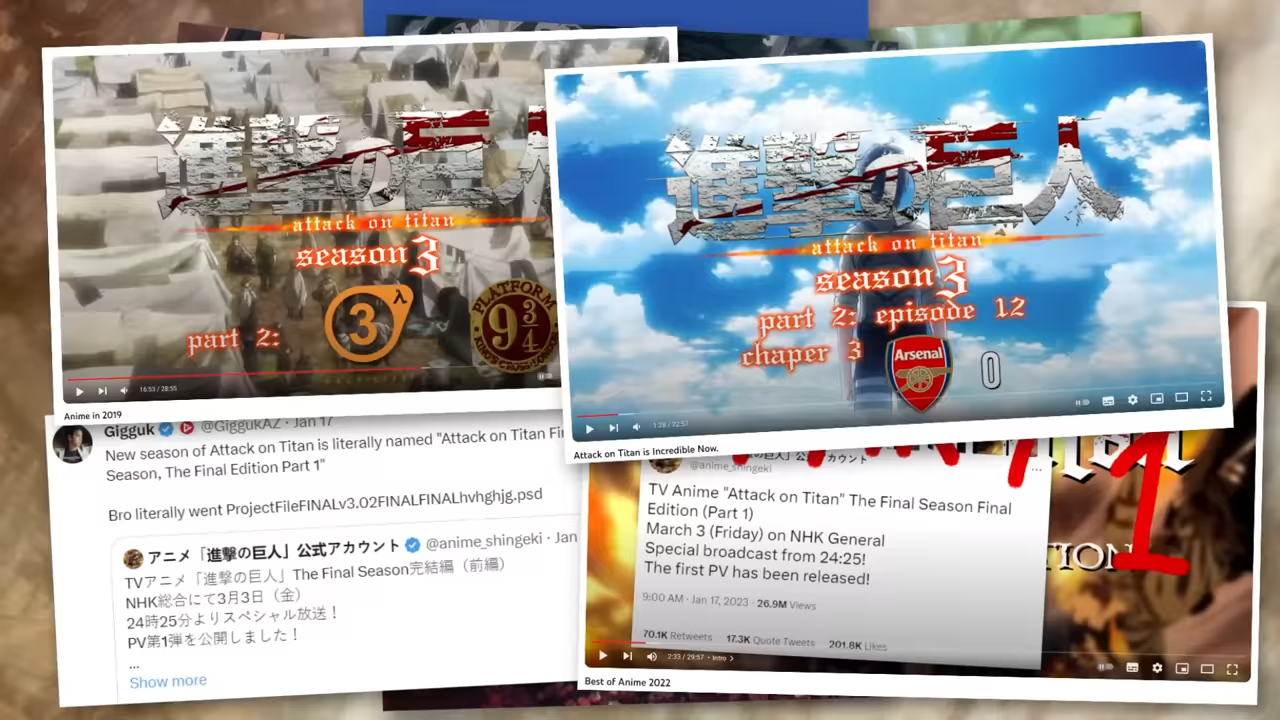 進撃の巨人
attack on titan
season 3
part 2:
3
λ
PLATFORM
9 3/4
16:53 / 28:55
Anime in 2019
進撃の巨人
attack on titan
season 3
part 2: episode 12
chaper 3
Arsenal
0
1:28 / 22:57
Attack on Titan is Incredible Now.
Gigguk @GiggukAZ · Jan 17
New season of Attack on Titan is literally named "Attack on Titan Fi
Season, The Final Edition Part 1"
Bro literally went ProjectFileFINALv3.02FINALFINALhvhghjg.psd
アニメ「進撃の巨人」公式アカウント @anime_shingeki · Jan
TVアニメ「進撃の巨人」The Final Season完結編（前編）
NHK総合にて3月3日（金）
24時25分よりスペシャル放送！
PV第1弾を公開しました！
...
Show more
アカウント
@anime_shingeki
...
TV Anime "Attack on Titan" The Final Season Final
Edition (Part 1)
March 3 (Friday) on NHK General
Special broadcast from 24:25!
The first PV has been released!
9:00 AM · Jan 17, 2023 · 26.9M Views
70.1K Retweets 17.3K Quote Tweets 201.8K Likes
1
TION
2:33 / 29:57 • Intro >
Best of Anime 2022